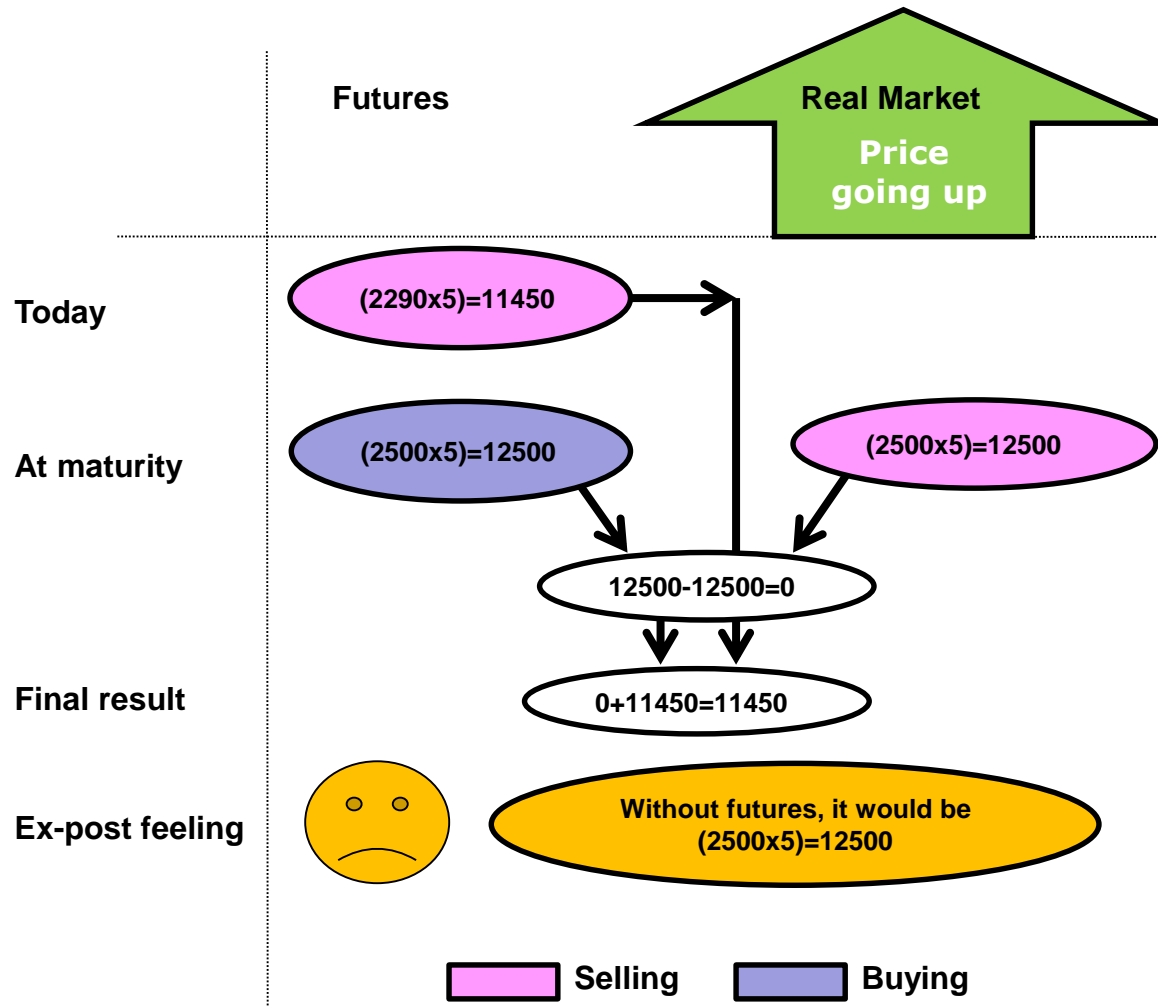 Futures
Real Market
Price
going up
Today
(2290x5)=11450
At maturity
(2500x5)=12500
(2500x5)=12500
12500-12500=0
Final result
0+11450=11450
Ex-post feeling
Without futures, it would be
(2500x5)=12500
Selling
Buying